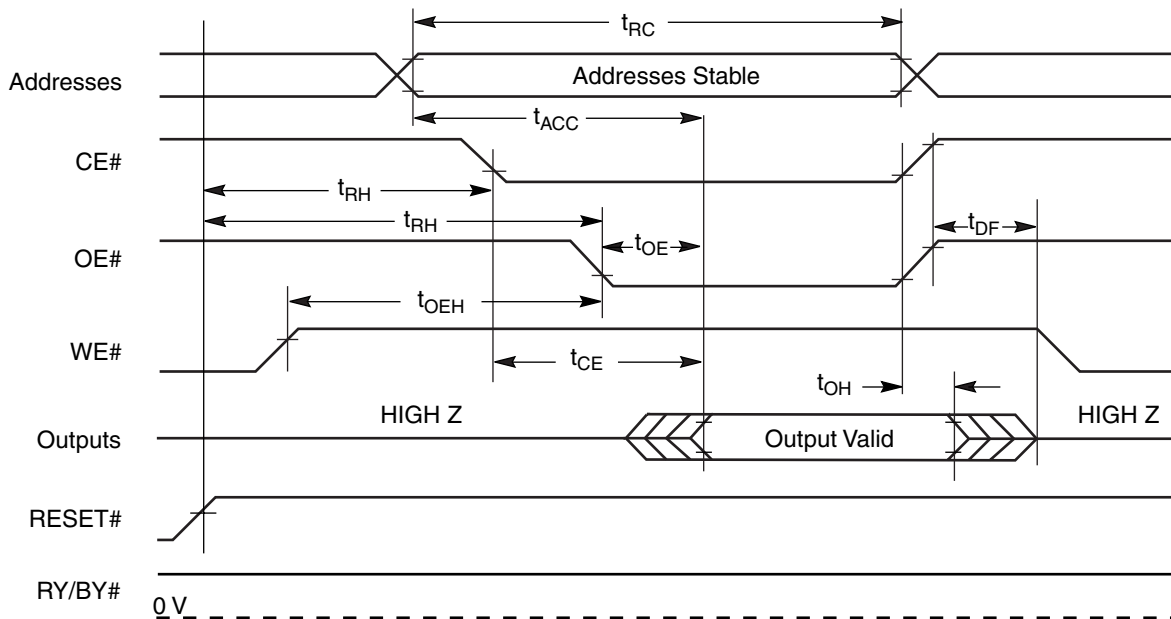 tRC
Addresses
Addresses Stable
tACC
CE#
tRH
tRH
tOE
tDF
OE#
tOEH
WE#
tCE
tOH
HIGH Z
HIGH Z
Outputs
Output Valid
RESET#
RY/BY#
0 V